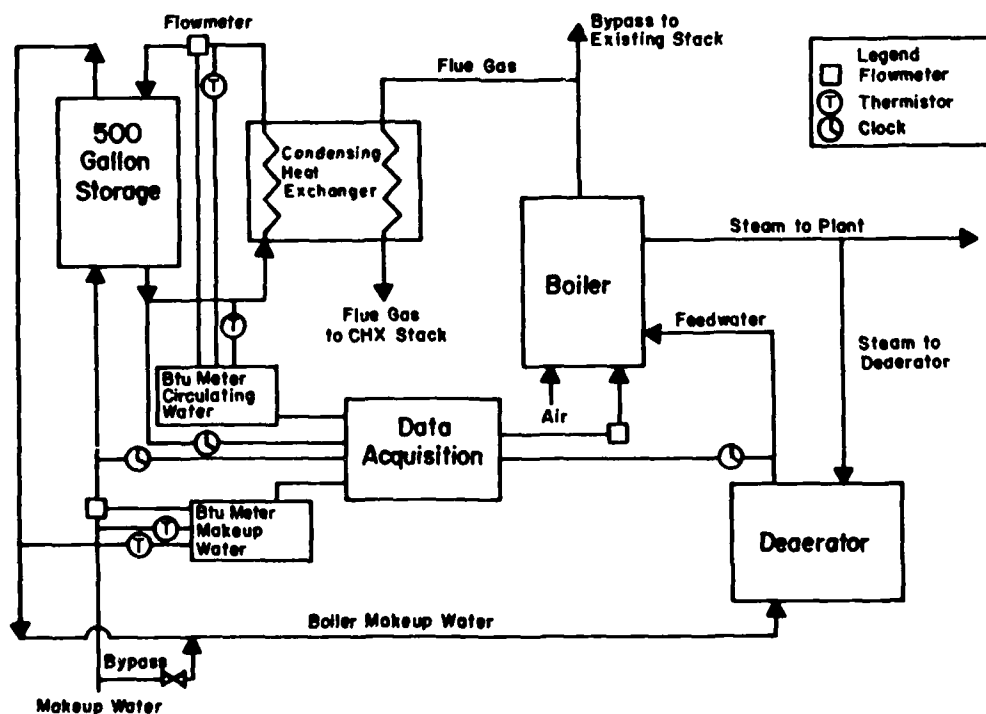 Flowmeter
Bypass to
Existing Stack
Flue Gas
Legend
Flowmeter
T Thermistor
Clock
T
500
Gallon
Storage
Condensing
Heat
Exchanger
Steam to Plant
Boiler
Flue Gas
to CHX Stack
T
Feedwater
Steam to
Dederator
Btu Meter
Circulating
Water
Air
Data
Acquisition
Btu Meter
Makeup
Water
T
T
Deaerator
Boiler Makeup Water
Bypass
Makeup Water